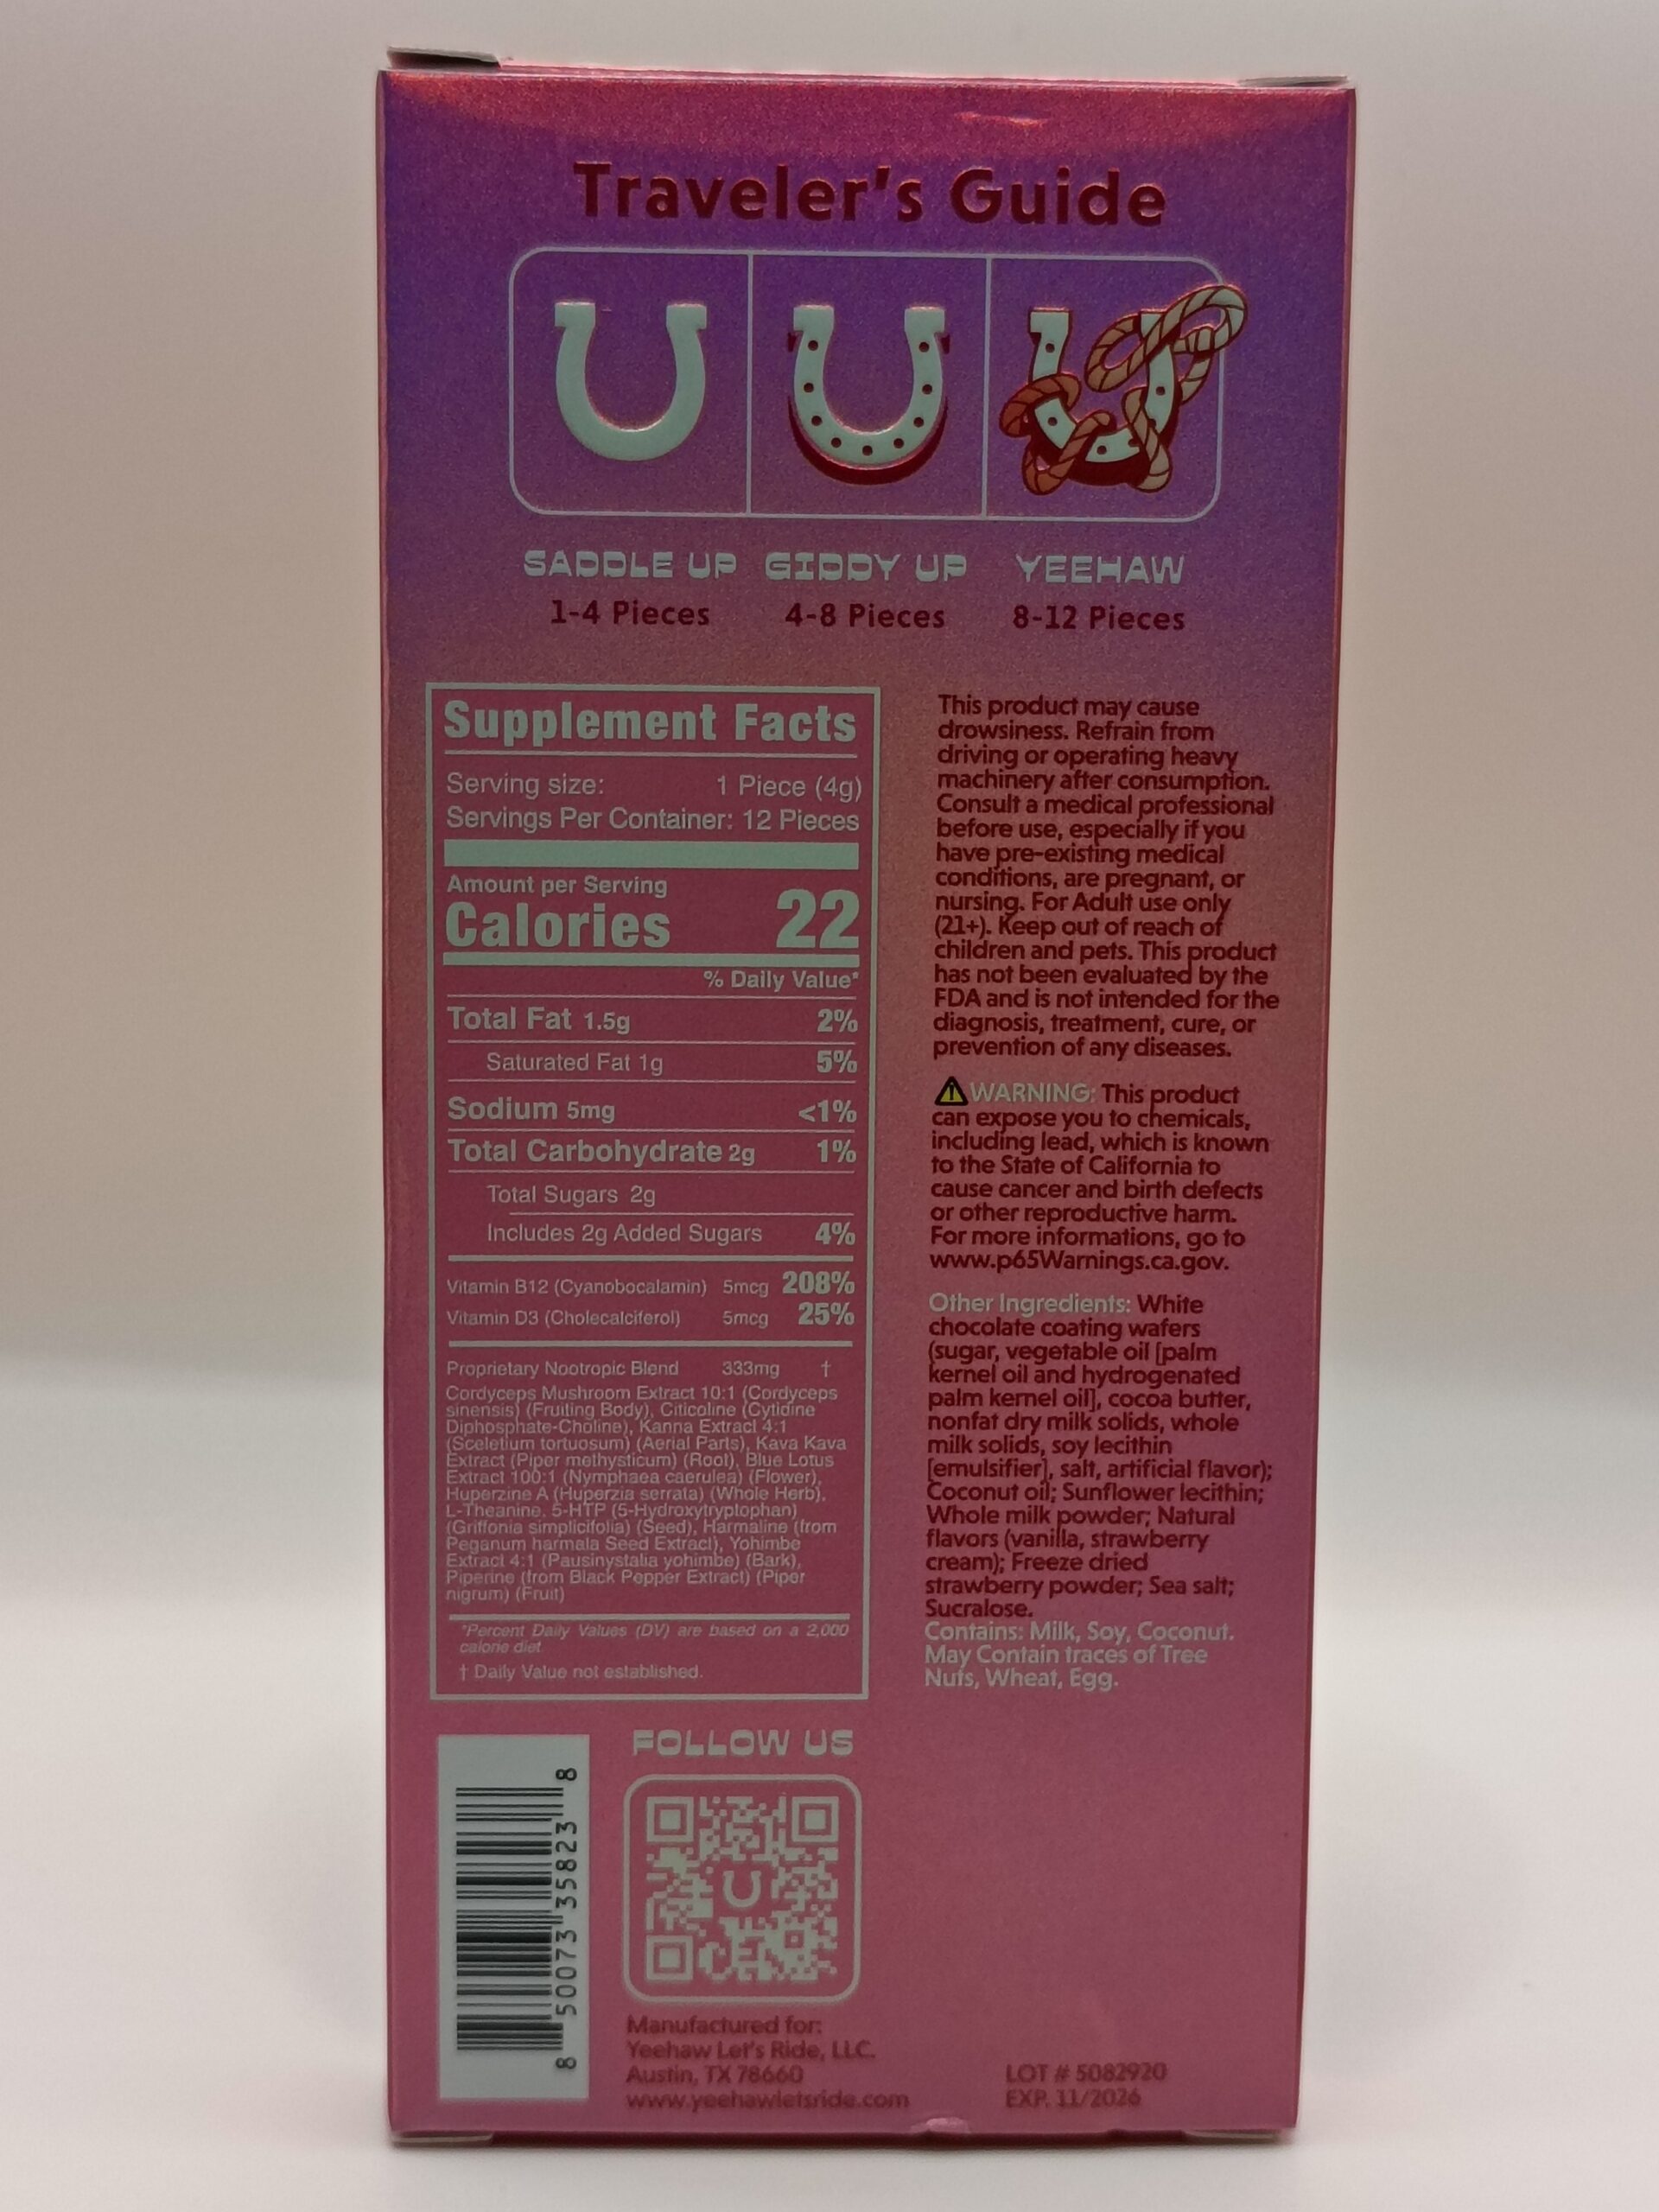 Traveler's Guide
SADDLE UP GIDDY UP YEEHAW
1-4 Pieces 4-8 Pieces 8-12 Pieces
Supplement Facts
Serving size: 1 Piece (4g)
Servings Per Container: 12 Pieces
Amount per Serving
Calories 22
% Daily Value*
Total Fat 1.5g 2%
Saturated Fat 1g 5%
Sodium 5mg <1%
Total Carbohydrate 2g 1%
Total Sugars 2g
Includes 2g Added Sugars 4%
Vitamin B12 (Cyanobocalamin) 5mcg 208%
Vitamin D3 (Cholecalciferol) 5mcg 25%
Proprietary Nootropic Blend 333mg †
Cordyceps Mushroom Extract 10:1 (Cordyceps
sinensis) (Fruiting Body), Citicoline (Cytidine
Diphosphate-Choline), Kanna Extract 4:1
(Sceletium tortuosum) (Aerial Parts), Kava Kava
Extract (Piper methysticum) (Root), Blue Lotus
Extract 100:1 (Nymphaea caerulea) (Flower),
Huperzine A (Huperzia serrata) (Whole Herb),
L-Theanine, 5-HTP (5-Hydroxytryptophan)
(Griffonia simplicifolia) (Seed), Harmaline (from
Peganum harmala Seed Extract), Yohimbe
Extract 4:1 (Pausinystalia yohimbe) (Bark),
Piperine (from Black Pepper Extract) (Piper
nigrum) (Fruit)
*Percent Daily Values (DV) are based on a 2,000
calorie diet
† Daily Value not established.
This product may cause
drowsiness. Refrain from
driving or operating heavy
machinery after consumption.
Consult a medical professional
before use, especially if you
have pre-existing medical
conditions, are pregnant, or
nursing. For Adult use only
(21+). Keep out of reach of
children and pets. This product
has not been evaluated by the
FDA and is not intended for the
diagnosis, treatment, cure, or
prevention of any diseases.
WARNING: This product
can expose you to chemicals,
including lead, which is known
to the State of California to
cause cancer and birth defects
or other reproductive harm.
For more informations, go to
www.p65Warnings.ca.gov.
Other Ingredients: White
chocolate coating wafers
(sugar, vegetable oil [palm
kernel oil and hydrogenated
palm kernel oil], cocoa butter,
nonfat dry milk solids, whole
milk solids, soy lecithin
[emulsifier], salt, artificial flavor);
Coconut oil; Sunflower lecithin;
Whole milk powder; Natural
flavors (vanilla, strawberry
cream); Freeze dried
strawberry powder; Sea salt;
Sucralose.
Contains: Milk, Soy, Coconut.
May Contain traces of Tree
Nuts, Wheat, Egg.
8 50073 35823 8
FOLLOW US
Manufactured for:
Yeehaw Let's Ride, LLC.
Austin, TX 78660
www.yeehawletsride.com
LOT # 5082920
EXP. 11/2026